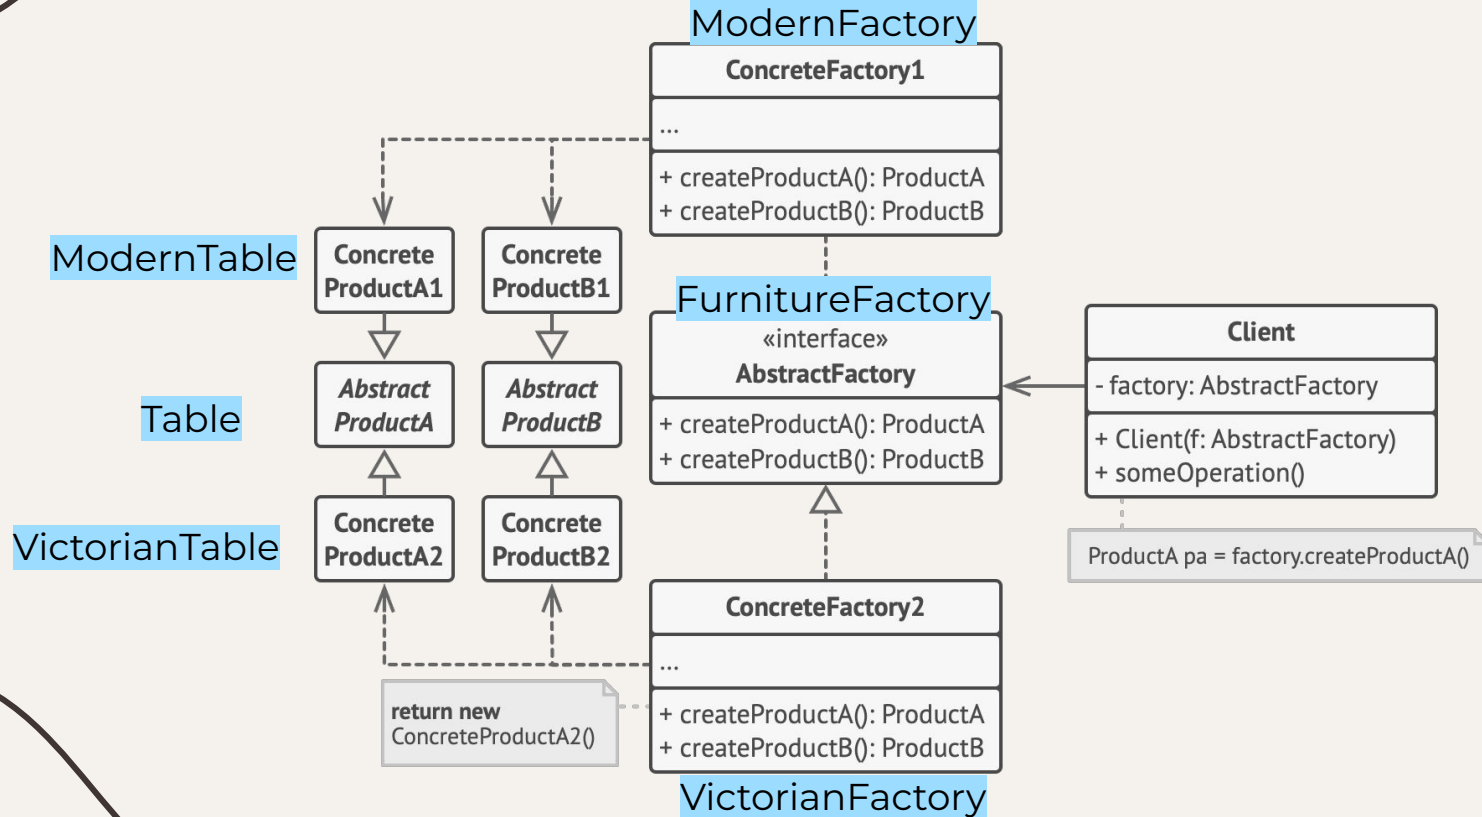 ModernFactory
ConcreteFactory1
...
+ createProductA(): ProductA
+ createProductB(): ProductB
ModernTable
Concrete
ProductA1
Concrete
ProductB1
FurnitureFactory
«interface»
AbstractFactory
+ createProductA(): ProductA
+ createProductB(): ProductB
Client
- factory: AbstractFactory
+ Client(f: AbstractFactory)
+ someOperation()
Table
Abstract
ProductA
Abstract
ProductB
VictorianTable
Concrete
ProductA2
Concrete
ProductB2
ProductA pa = factory.createProductA()
ConcreteFactory2
...
+ createProductA(): ProductA
+ createProductB(): ProductB
return new
ConcreteProductA2()
VictorianFactory